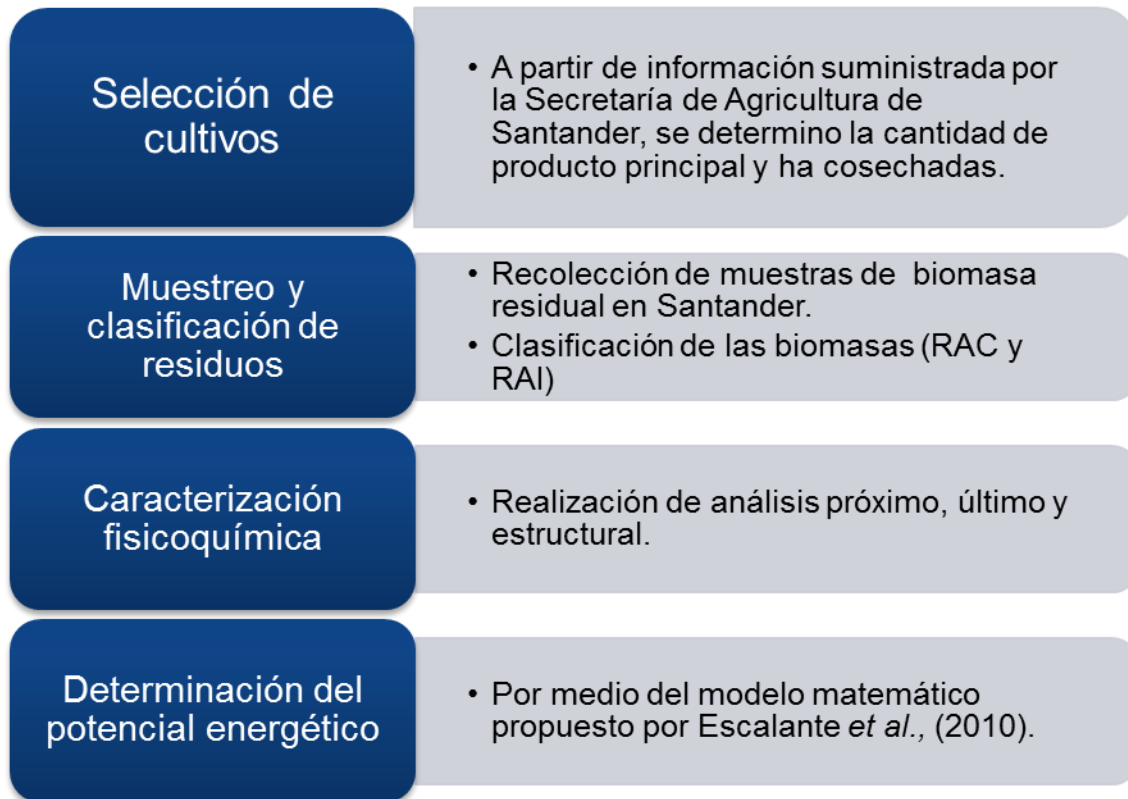 Selección de
cultivos
• A partir de información suministrada por
la Secretaría de Agricultura de
Santander, se determino la cantidad de
producto principal y ha cosechadas.
Muestreo y
clasificación de
residuos
• Recolección de muestras de biomasa
residual en Santander.
• Clasificación de las biomasas (RAC y
RAI)
Caracterización
fisicoquímica
• Realización de análisis próximo, último y
estructural.
Determinación del
potencial energético
• Por medio del modelo matemático
propuesto por Escalante et al., (2010).